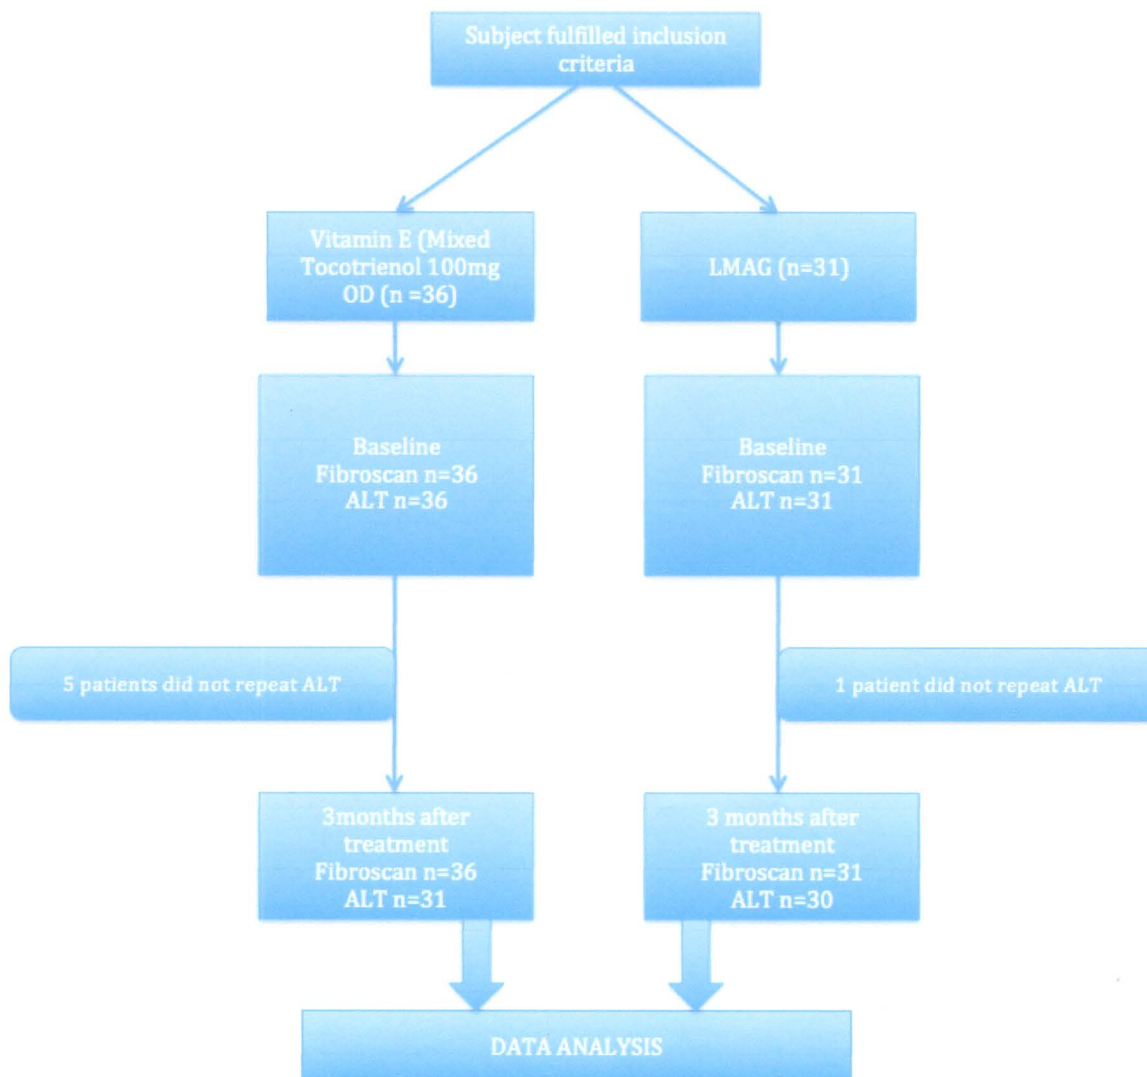 Subject fulfilled inclusion
criteria
Vitamin E (Mixed
Tocotrienol 100mg
OD (n =36)
LMAG (n=31)
Baseline
Fibroscan n=36
ALT n=36
Baseline
Fibroscan n=31
ALT n=31
5 patients did not repeat ALT
1 patient did not repeat ALT
3months after
treatment
Fibroscan n=36
ALT n=31
3 months after
treatment
Fibroscan n=31
ALT n=30
DATA ANALYSIS